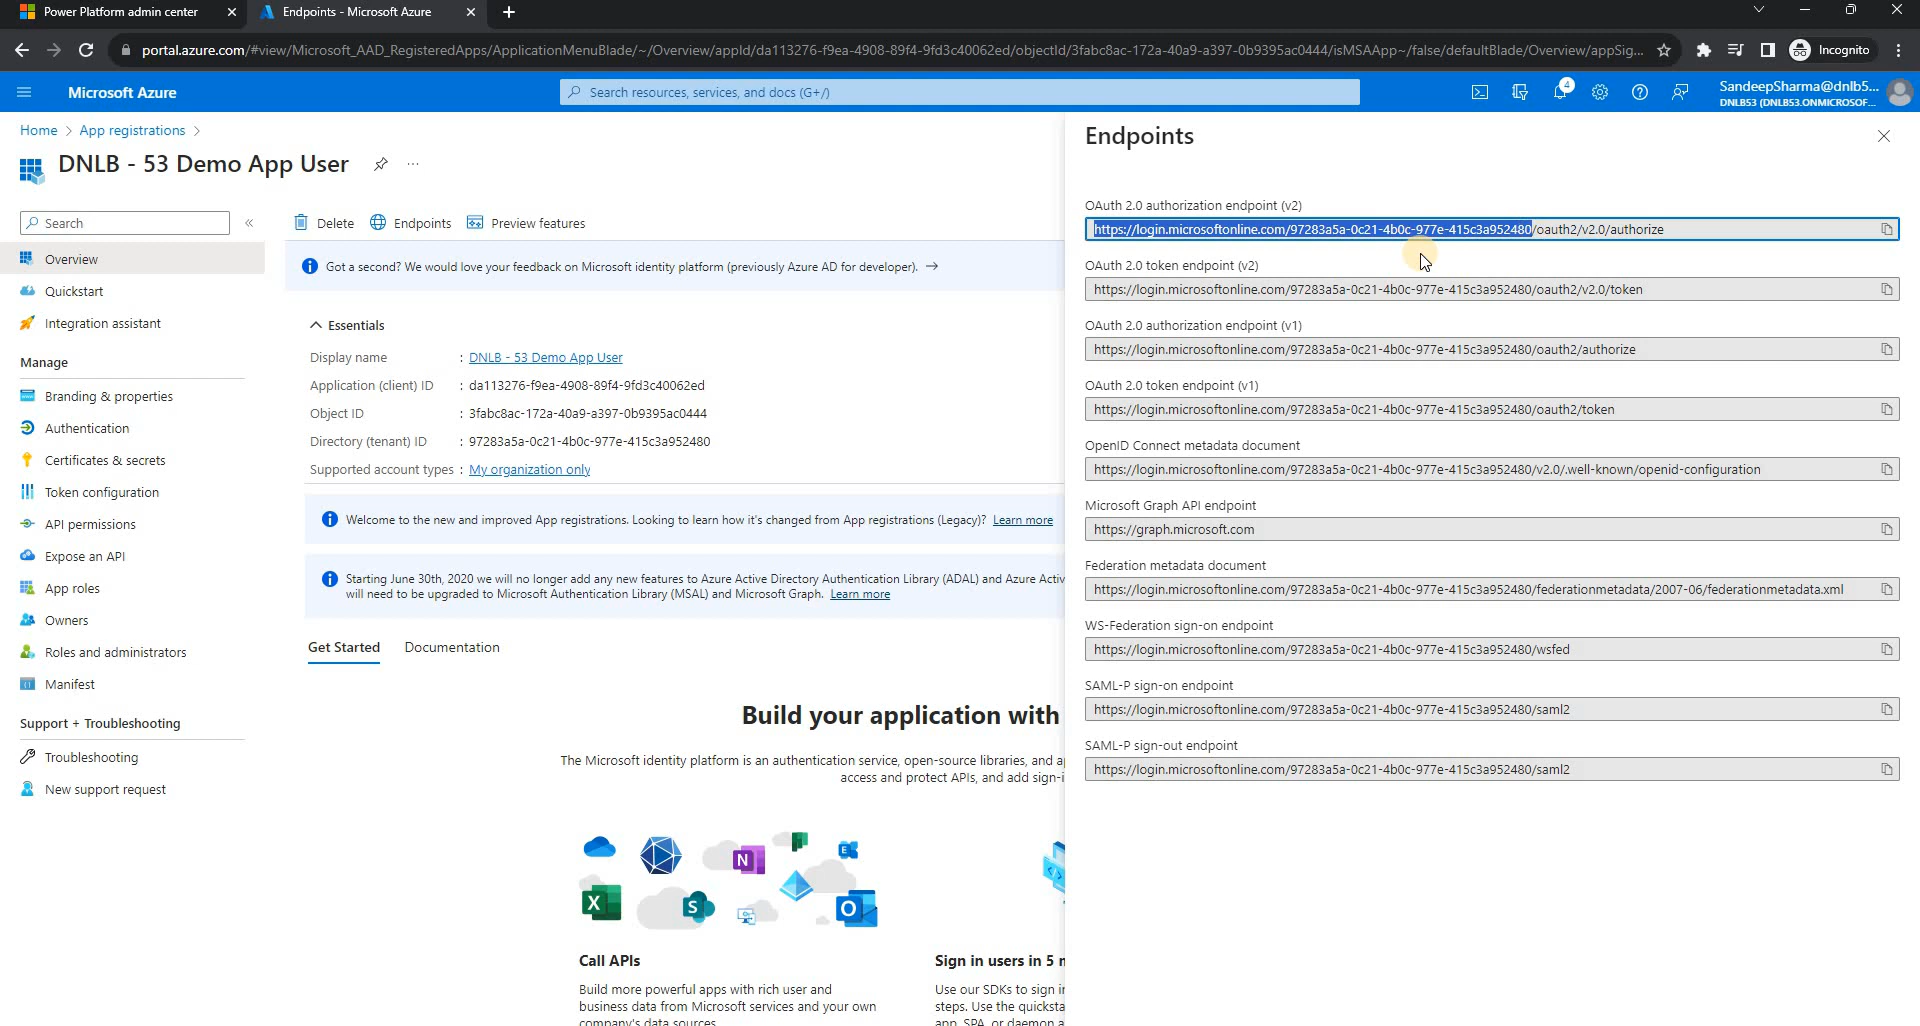 Power Platform admin center
Endpoints - Microsoft Azure
portal.azure.com/#view/Microsoft_AAD_RegisteredApps/ApplicationMenuBlade/~/Overview/appId/da113276-f9ea-4908-89f4-9fd3c40062ed/objectId/3fabc8ac-172a-40a9-a397-0b9395ac0444/isMSAApp~/false/defaultBlade/Overview/appSig...
Incognito
Microsoft Azure
Search resources, services, and docs (G+/)
4
SandeepSharma@dnlb5...
DNLB53 (DNLB53.ONMICROSOF...
Home > App registrations >
DNLB - 53 Demo App User
...
Search
«
Overview
Quickstart
Integration assistant
Manage
Branding & properties
Authentication
Certificates & secrets
Token configuration
API permissions
Expose an API
App roles
Owners
Roles and administrators
Manifest
Support + Troubleshooting
Troubleshooting
New support request
Delete
Endpoints
Preview features
Got a second? We would love your feedback on Microsoft identity platform (previously Azure AD for developer). →
Essentials
Display name : DNLB - 53 Demo App User
Application (client) ID : da113276-f9ea-4908-89f4-9fd3c40062ed
Object ID : 3fabc8ac-172a-40a9-a397-0b9395ac0444
Directory (tenant) ID : 97283a5a-0c21-4b0c-977e-415c3a952480
Supported account types : My organization only
Welcome to the new and improved App registrations. Looking to learn how it's changed from App registrations (Legacy)? Learn more
Starting June 30th, 2020 we will no longer add any new features to Azure Active Directory Authentication Library (ADAL) and Azure Activ
will need to be upgraded to Microsoft Authentication Library (MSAL) and Microsoft Graph. Learn more
Get Started
Documentation
Build your application with
The Microsoft identity platform is an authentication service, open-source libraries, and a
access and protect APIs, and add sign-i
Call APIs
Build more powerful apps with rich user and
business data from Microsoft services and your own
company's data sources.
Sign in users in 5 m
Use our SDKs to sign i
steps. Use the quicksta
app, SPA, or daemon a
Endpoints
OAuth 2.0 authorization endpoint (v2)
https://login.microsoftonline.com/97283a5a-0c21-4b0c-977e-415c3a952480/oauth2/v2.0/authorize
OAuth 2.0 token endpoint (v2)
https://login.microsoftonline.com/97283a5a-0c21-4b0c-977e-415c3a952480/oauth2/v2.0/token
OAuth 2.0 authorization endpoint (v1)
https://login.microsoftonline.com/97283a5a-0c21-4b0c-977e-415c3a952480/oauth2/authorize
OAuth 2.0 token endpoint (v1)
https://login.microsoftonline.com/97283a5a-0c21-4b0c-977e-415c3a952480/oauth2/token
OpenID Connect metadata document
https://login.microsoftonline.com/97283a5a-0c21-4b0c-977e-415c3a952480/v2.0/.well-known/openid-configuration
Microsoft Graph API endpoint
https://graph.microsoft.com
Federation metadata document
https://login.microsoftonline.com/97283a5a-0c21-4b0c-977e-415c3a952480/federationmetadata/2007-06/federationmetadata.xml
WS-Federation sign-on endpoint
https://login.microsoftonline.com/97283a5a-0c21-4b0c-977e-415c3a952480/wsfed
SAML-P sign-on endpoint
https://login.microsoftonline.com/97283a5a-0c21-4b0c-977e-415c3a952480/saml2
SAML-P sign-out endpoint
https://login.microsoftonline.com/97283a5a-0c21-4b0c-977e-415c3a952480/saml2